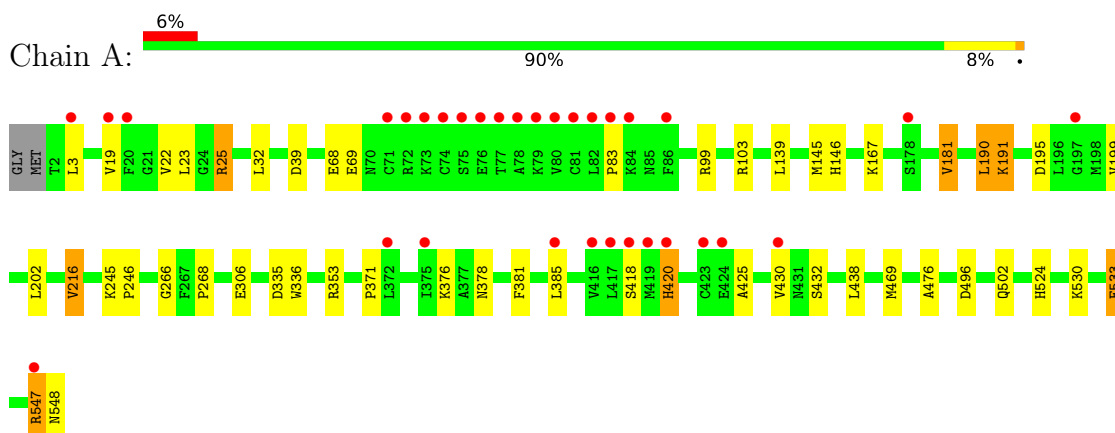 6%
Chain A:
90% 8% •
GLY MET T2 L3 V19 F20 G21 V22 L23 G24 R25 L32 D39 E68 E69 N70 C71 R72 K73 C74 S75 E76 T77 A78 K79 V80 C81 L82 P83 K84 N85 F86 R99 R103 L139 M145 H146 K167 S178 V181 L190 K191 D195 L196 G197 M198
L202 V216 K245 P246 G266 F267 P268 E306 D335 W336 R353 P371 L372 I375 K376 A377 N378 F381 L385 V416 L417 S418 M419 H420 C423 E424 A425 V430 N431 S432 L438 M469 A476 D496 Q502 H524 K530
R547 N548